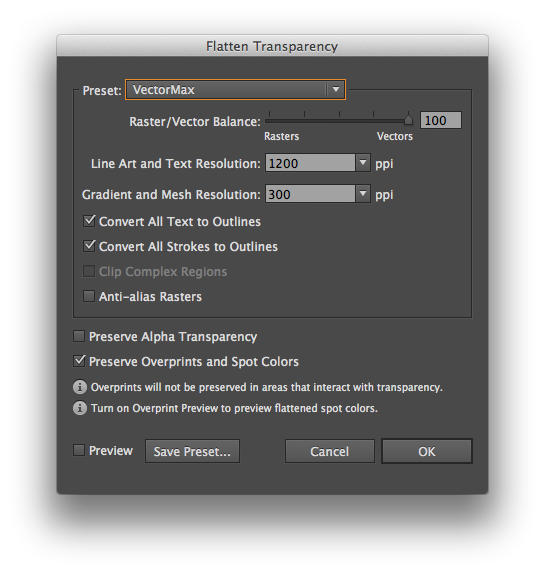 Flatten Transparency
Preset: VectorMax
Raster/Vector Balance: 100
Rasters Vectors
Line Art and Text Resolution: 1200 ppi
Gradient and Mesh Resolution: 300 ppi
Convert All Text to Outlines
Convert All Strokes to Outlines
Clip Complex Regions
Anti-alias Rasters
Preserve Alpha Transparency
Preserve Overprints and Spot Colors
Overprints will not be preserved in areas that interact with transparency.
Turn on Overprint Preview to preview flattened spot colors.
Preview Save Preset... Cancel OK